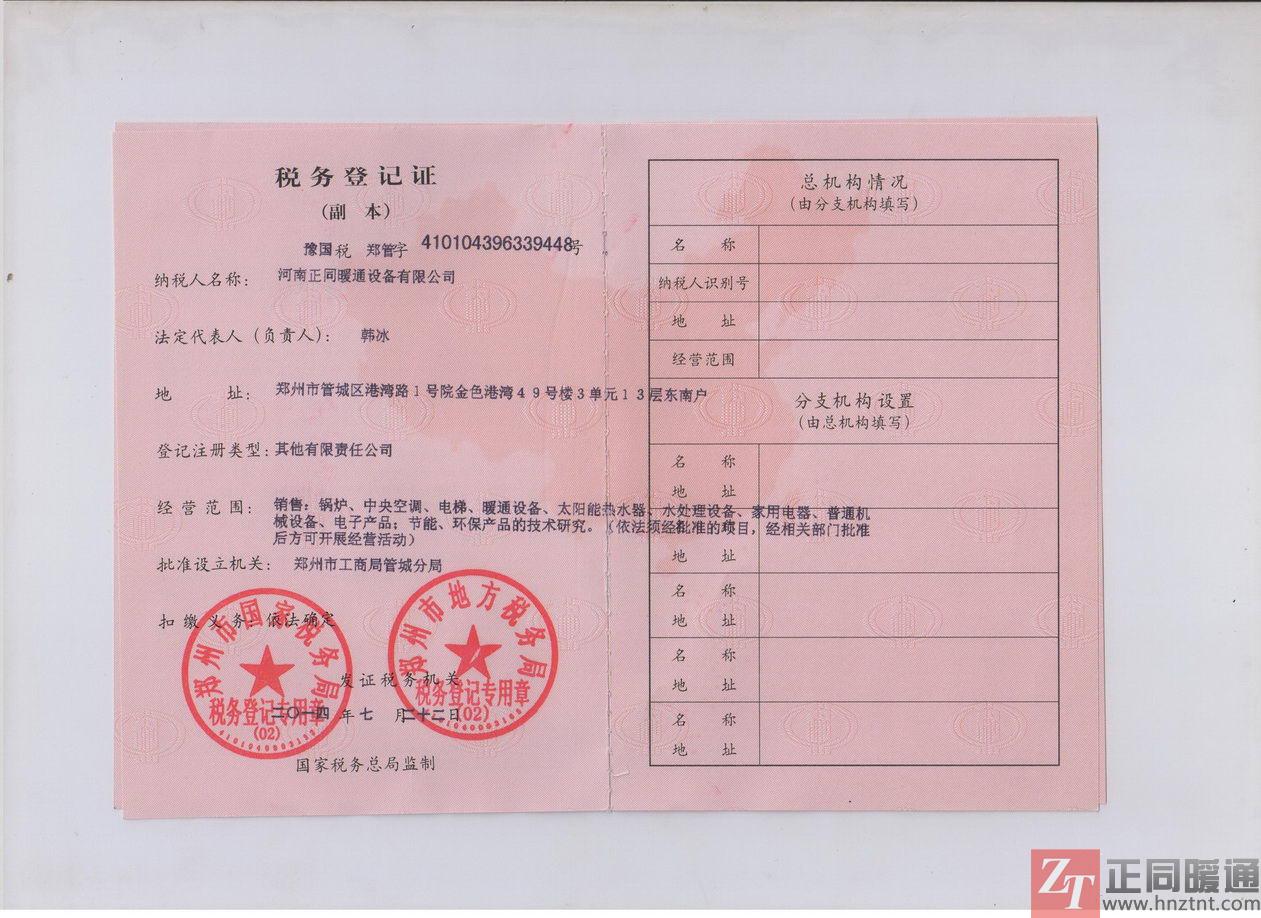 税务登记证
(副 本)
豫国税 郑管字 410104396339448号
纳税人名称: 河南正同暖通设备有限公司
法定代表人(负责人): 韩冰
地 址: 郑州市管城区港湾路1号院金色港湾49号楼3单元13层东南户
登记注册类型: 其他有限责任公司
经营范围: 销售:锅炉、中央空调、电梯、暖通设备、太阳能热水器、水处理设备、家用电器、普通机
械设备、电子产品;节能、环保产品的技术研究。(依法须经批准的项目,经相关部门批准
后方可开展经营活动)
批准设立机关: 郑州市工商局管城分局
扣缴义务: 依法确定
发证税务机关
二〇一四年七月二十二日
国家税务总局监制
郑州市国家税务局
税务登记专用章
(02)
郑州市地方税务局
税务登记专用章
(02)
总机构情况
(由分支机构填写)
名 称
纳税人识别号
地 址
经营范围
分支机构设置
(由总机构填写)
名 称
地 址
名 称
地 址
名 称
地 址
名 称
地 址
名 称
地 址
ZT 正同暖通
www.hnztnt.com